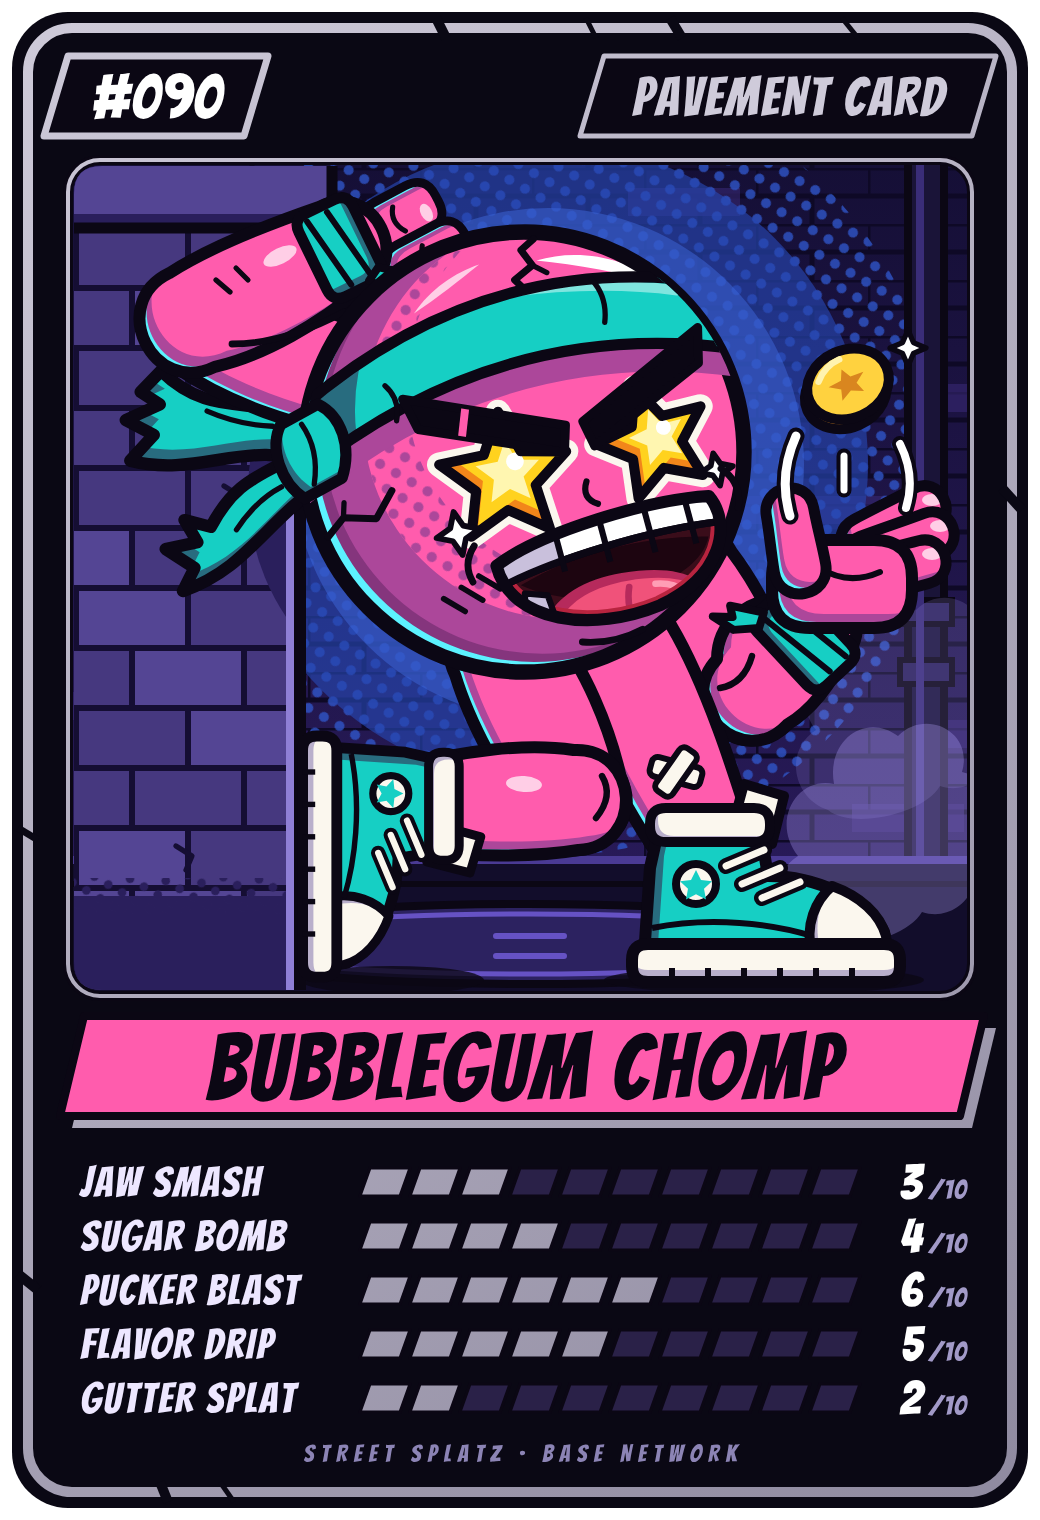 #090
PAVEMENT CARD
BUBBLEGUM CHOMP
JAW SMASH 3/10
SUGAR BOMB 4/10
PUCKER BLAST 6/10
FLAVOR DRIP 5/10
GUTTER SPLAT 2/10
STREET SPLATZ · BASE NETWORK